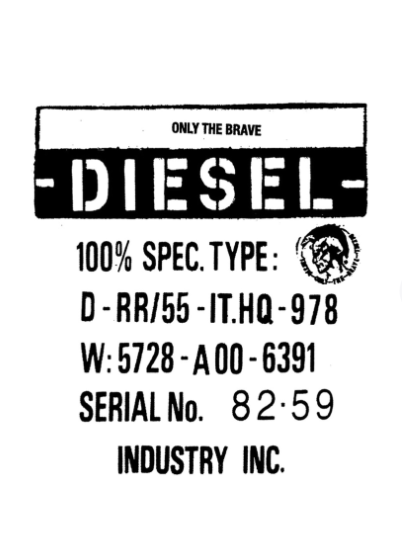 ONLY THE BRAVE
-DIESEL-
100% SPEC. TYPE:
D-RR/55-IT.HQ-978
W: 5728-A00-6391
SERIAL No. 82·59
INDUSTRY INC.